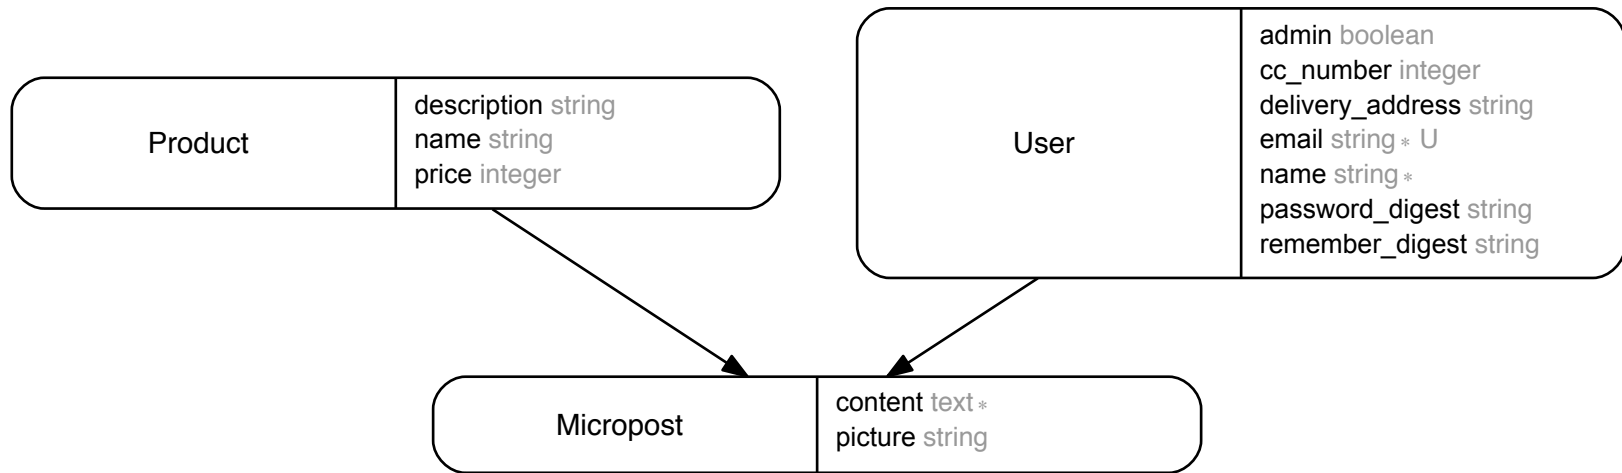 Product
description string
name string
price integer
User
admin boolean
cc_number integer
delivery_address string
email string * U
name string *
password_digest string
remember_digest string
Micropost
content text *
picture string